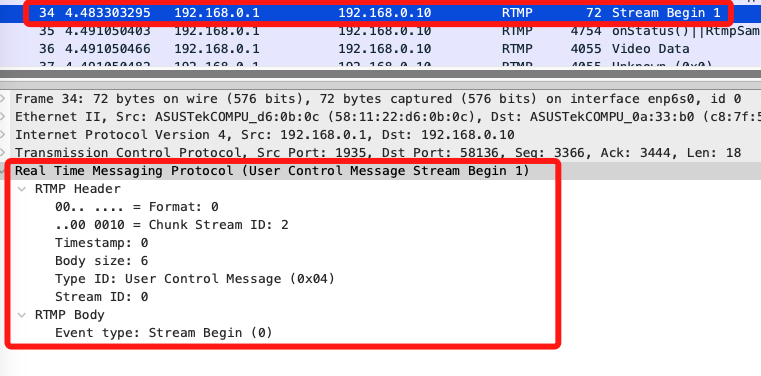 34 4.483303295 192.168.0.1 192.168.0.10 RTMP 72 Stream Begin 1
35 4.491050403 192.168.0.1 192.168.0.10 RTMP 4754 onStatus()||RtmpSam
36 4.491050466 192.168.0.1 192.168.0.10 RTMP 4055 Video Data
37 4.491050482 192.168.0.1 192.168.0.10 RTMP 4055 Unknown (0x0)
Frame 34: 72 bytes on wire (576 bits), 72 bytes captured (576 bits) on interface enp6s0, id 0
Ethernet II, Src: ASUSTekCOMPU_d6:0b:0c (58:11:22:d6:0b:0c), Dst: ASUSTekCOMPU_0a:33:b0 (c8:7f:5
Internet Protocol Version 4, Src: 192.168.0.1, Dst: 192.168.0.10
Transmission Control Protocol, Src Port: 1935, Dst Port: 58136, Seq: 3366, Ack: 3444, Len: 18
Real Time Messaging Protocol (User Control Message Stream Begin 1)
RTMP Header
00.. .... = Format: 0
..00 0010 = Chunk Stream ID: 2
Timestamp: 0
Body size: 6
Type ID: User Control Message (0x04)
Stream ID: 0
RTMP Body
Event type: Stream Begin (0)